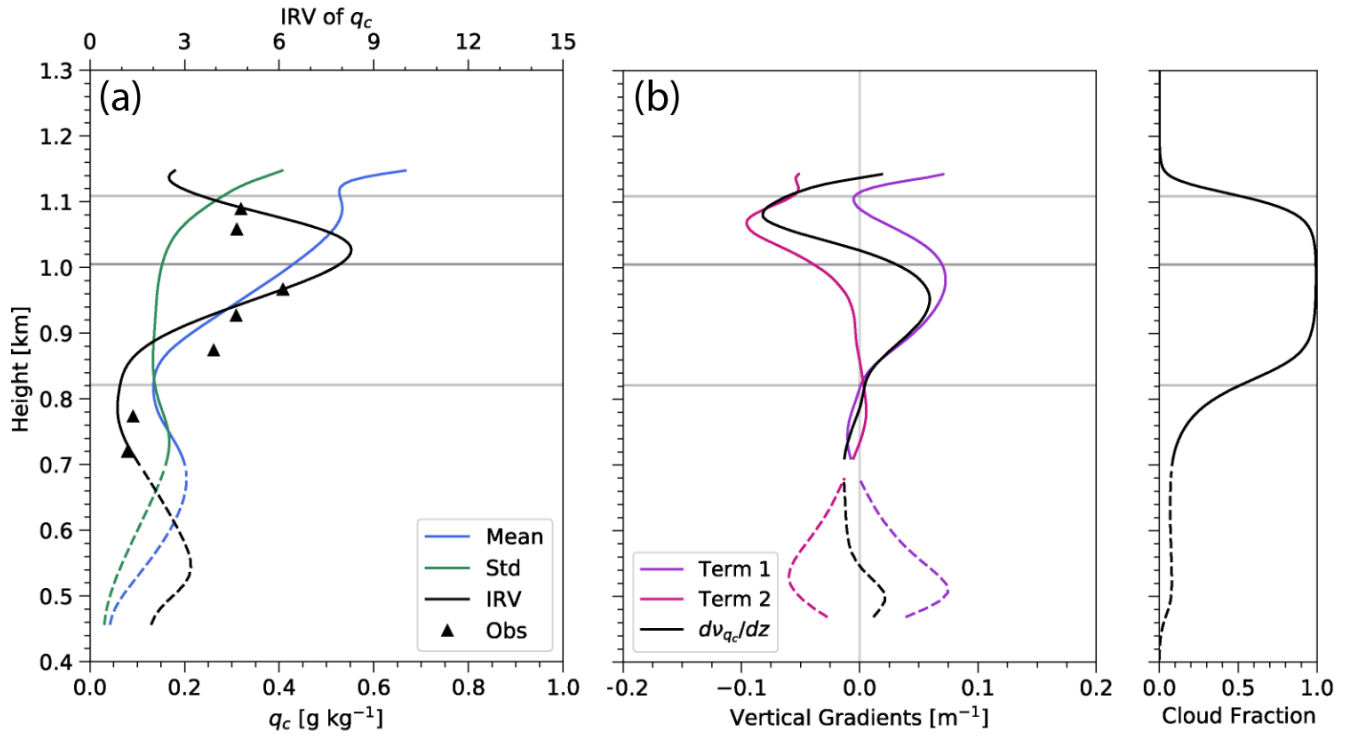 IRV of qc
0 3 6 9 12 15
(a)
1.3
1.2
1.1
1.0
0.9
0.8
0.7
0.6
0.5
0.4
Height [km]
Mean
Std
IRV
Obs
0.0 0.2 0.4 0.6 0.8 1.0
qc [g kg−1]
(b)
Term 1
Term 2
dνqc/dz
-0.2 −0.1 0.0 0.1 0.2
Vertical Gradients [m−1]
0.0 0.5 1.0
Cloud Fraction